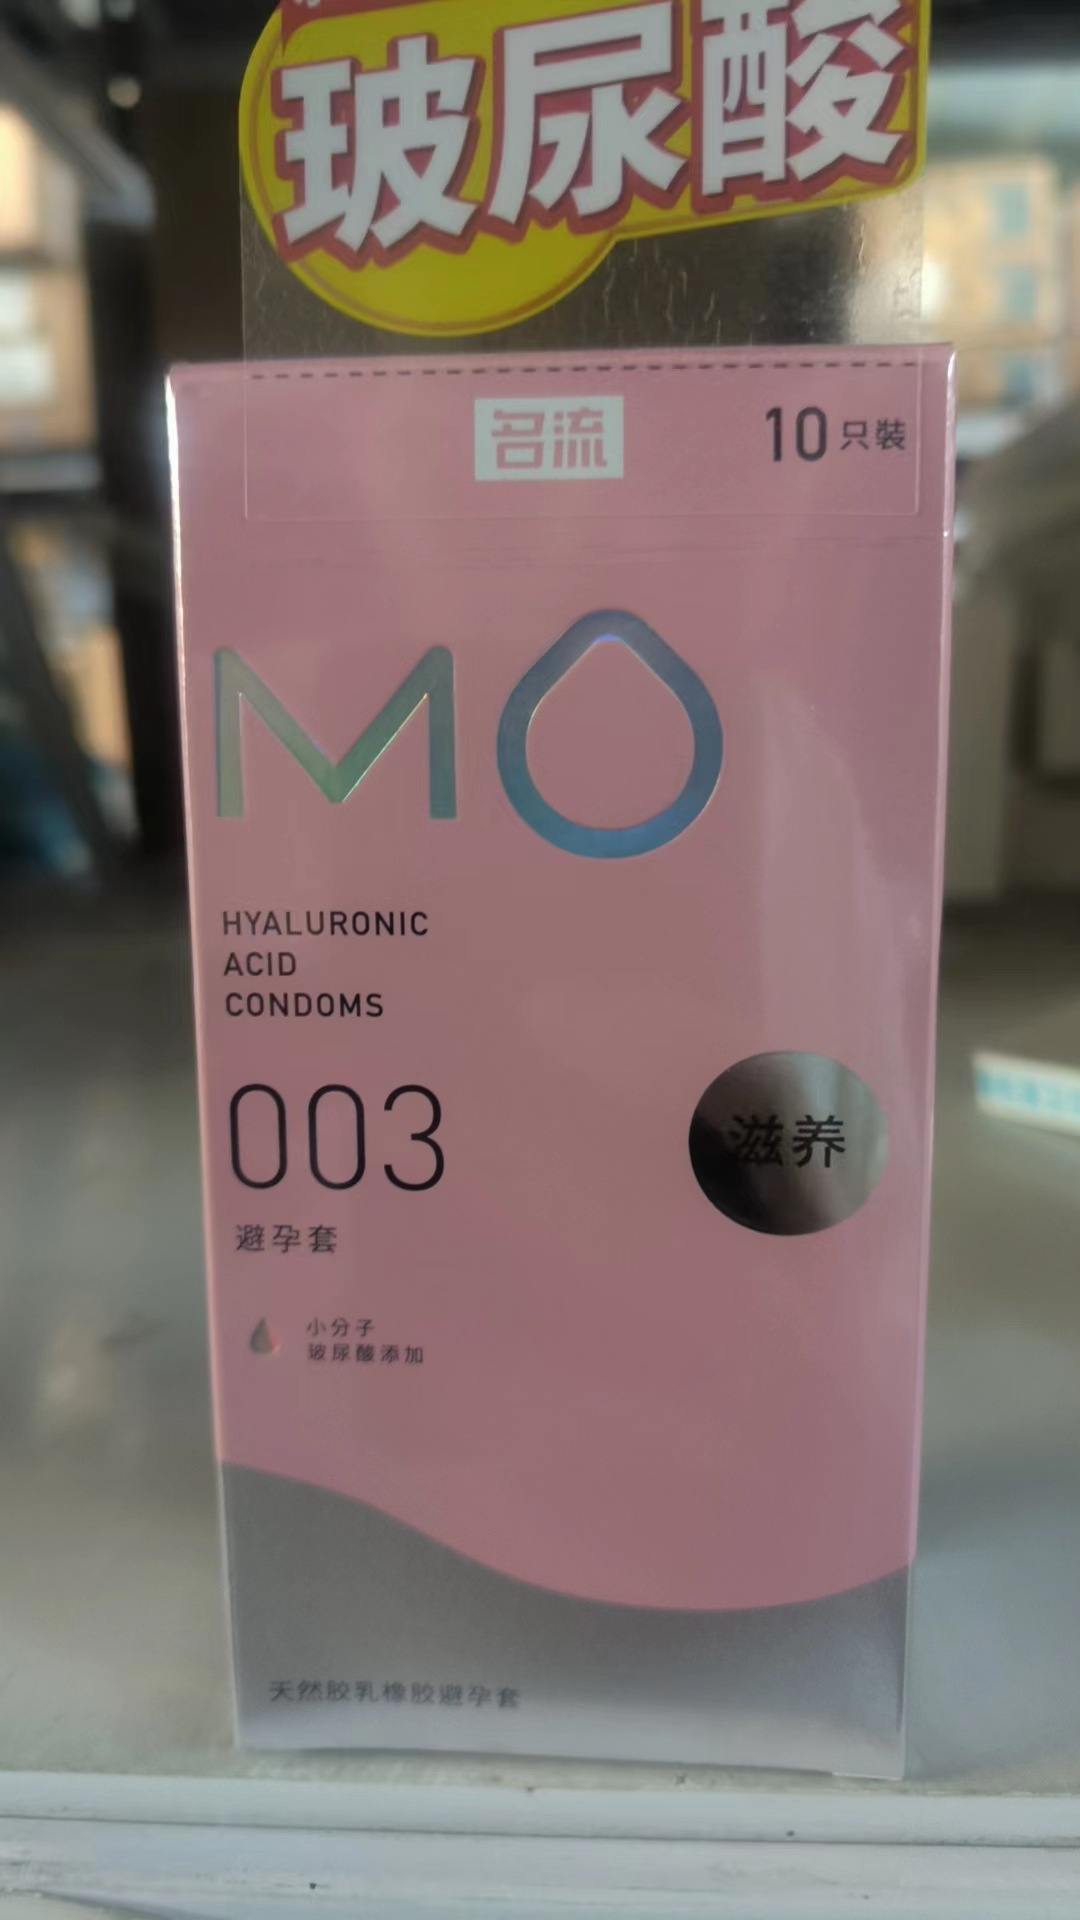 玻尿酸
名流
10只裝
MO
HYALURONIC
ACID
CONDOMS
003
滋养
避孕套
小分子
玻尿酸添加
天然胶乳橡胶避孕套